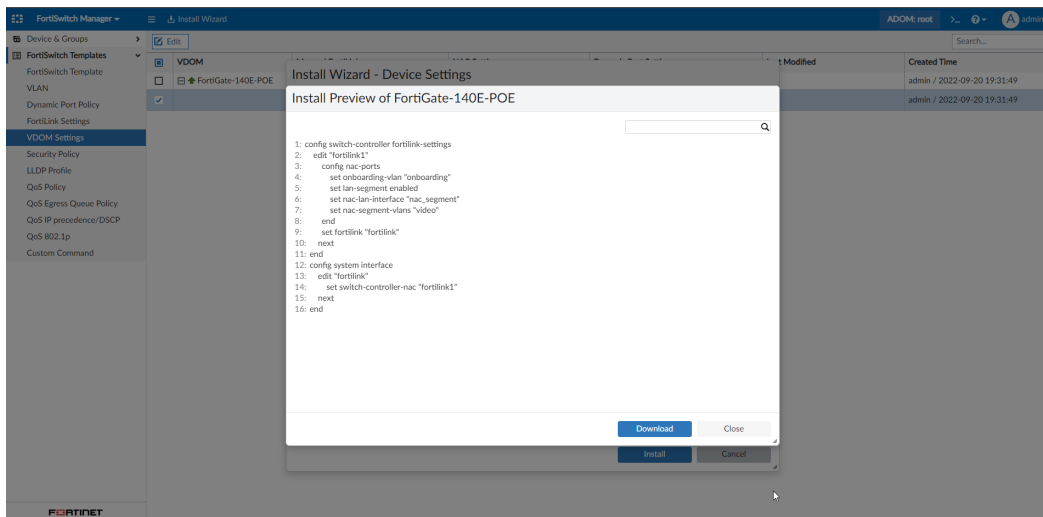 FortiSwitch Manager
Install Wizard
ADOM: root
>_
admin
Device & Groups
Edit
Search...
FortiSwitch Templates
VDOM
Modified
Created Time
FortiSwitch Template
Install Wizard - Device Settings
FortiGate-140E-POE
admin / 2022-09-20 19:31:49
VLAN
Install Preview of FortiGate-140E-POE
Dynamic Port Policy
admin / 2022-09-20 19:31:49
FortiLink Settings
VDOM Settings
Security Policy
LLDP Profile
QoS Policy
QoS Egress Queue Policy
QoS IP precedence/DSCP
QoS 802.1p
Custom Command
1: config switch-controller fortilink-settings
2: edit "fortilink1"
3: config nac-ports
4: set onboarding-vlan "onboarding"
5: set lan-segment enabled
6: set nac-lan-interface "nac_segment"
7: set nac-segment-vlans "video"
8: end
9: set fortilink "fortilink"
10: next
11: end
12: config system interface
13: edit "fortilink"
14: set switch-controller-nac "fortilink1"
15: next
16: end
Download
Close
Install
Cancel
FORTINET